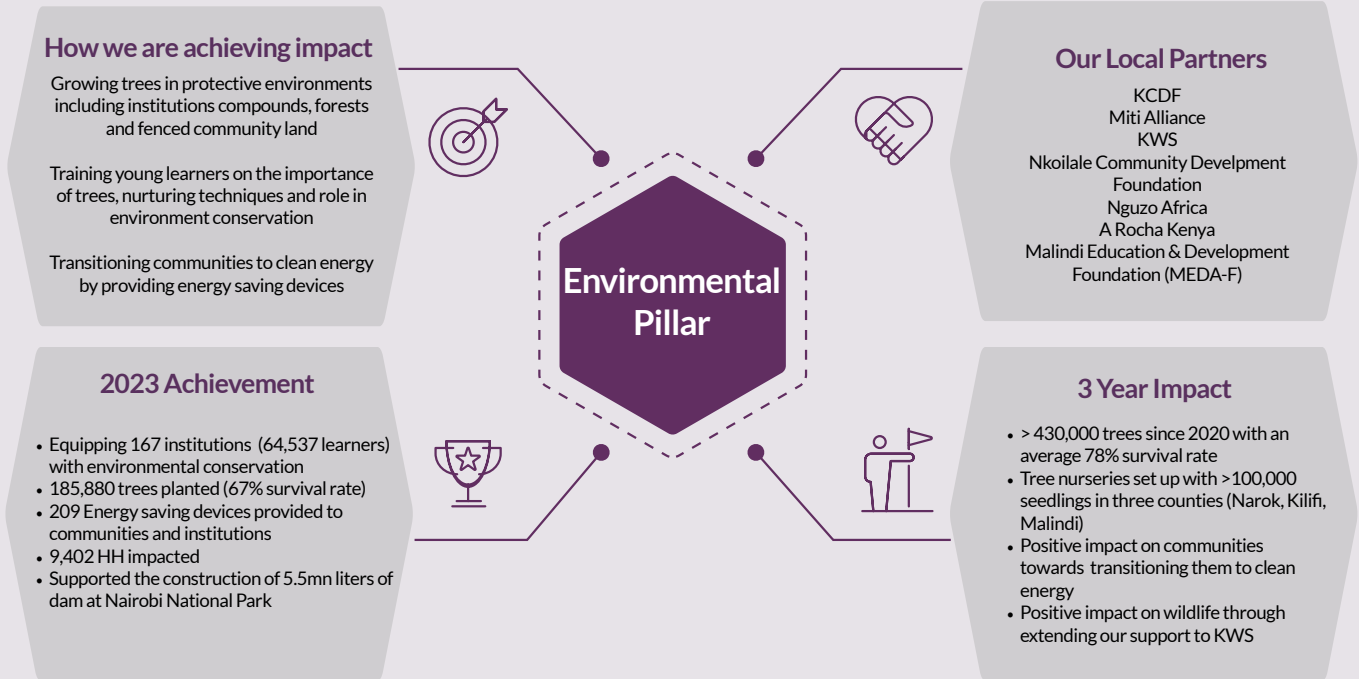 How we are achieving impact
Growing trees in protective environments
including institutions compounds, forests
and fenced community land
Training young learners on the importance
of trees, nurturing techniques and role in
environment conservation
Transitioning communities to clean energy
by providing energy saving devices
Our Local Partners
KCDF
Miti Alliance
KWS
Nkoilale Community Develpment
Foundation
Nguzo Africa
A Rocha Kenya
Malindi Education & Development
Foundation (MEDA-F)
Environmental
Pillar
2023 Achievement
• Equipping 167 institutions (64,537 learners)
with environmental conservation
• 185,880 trees planted (67% survival rate)
• 209 Energy saving devices provided to
communities and institutions
• 9,402 HH impacted
• Supported the construction of 5.5mn liters of
dam at Nairobi National Park
3 Year Impact
• > 430,000 trees since 2020 with an
average 78% survival rate
• Tree nurseries set up with >100,000
seedlings in three counties (Narok, Kilifi,
Malindi)
• Positive impact on communities
towards transitioning them to clean
energy
• Positive impact on wildlife through
extending our support to KWS